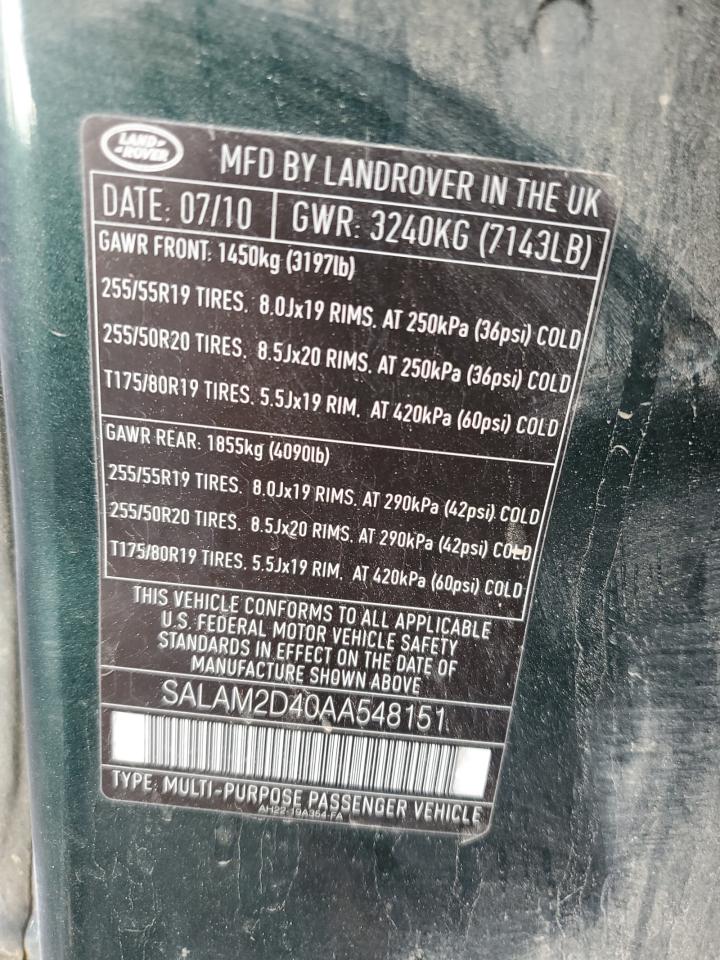 LAND-
-ROVER
MFD BY LANDROVER IN THE UK
DATE: 07/10 GWR: 3240KG (7143LB)
GAWR FRONT: 1450kg (3197lb)
255/55R19 TIRES. 8.0Jx19 RIMS. AT 250kPa (36psi) COLD
255/50R20 TIRES. 8.5Jx20 RIMS. AT 250kPa (36psi) COLD
T175/80R19 TIRES. 5.5Jx19 RIM. AT 420kPa (60psi) COLD
GAWR REAR: 1855kg (4090lb)
255/55R19 TIRES. 8.0Jx19 RIMS. AT 290kPa (42psi) COLD
255/50R20 TIRES. 8.5Jx20 RIMS. AT 290kPa (42psi) COLD
T175/80R19 TIRES. 5.5Jx19 RIM. AT 420kPa (60psi) COLD
THIS VEHICLE CONFORMS TO ALL APPLICABLE
U.S. FEDERAL MOTOR VEHICLE SAFETY
STANDARDS IN EFFECT ON THE DATE OF
MANUFACTURE SHOWN ABOVE
SALAM2D40AA548151
TYPE: MULTI-PURPOSE PASSENGER VEHICLE
AH22-19A354-FA